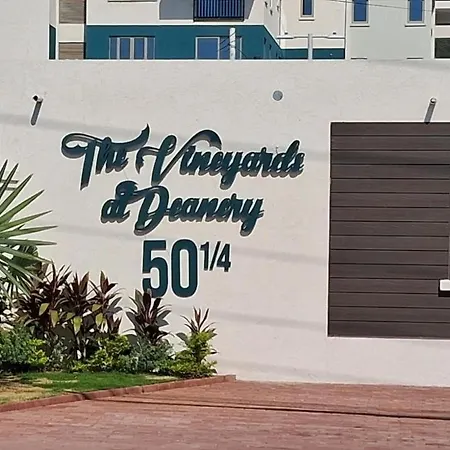 The Vineyards
at Deanery
50 1/4